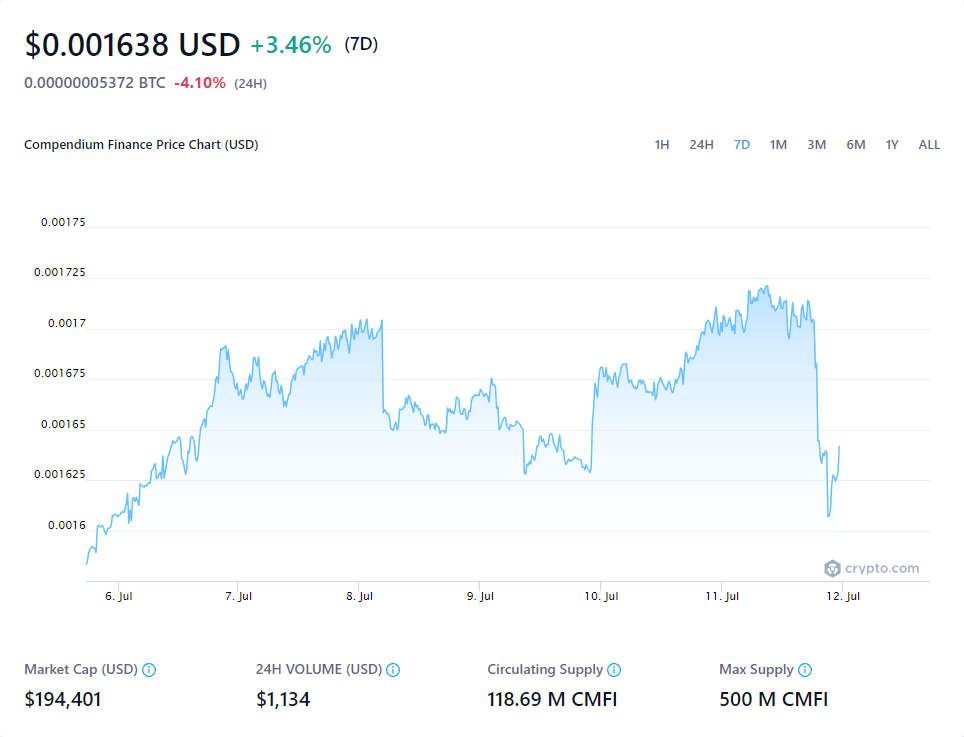 $0.001638 USD +3.46% (7D)
0.00000005372 BTC -4.10% (24H)
Compendium Finance Price Chart (USD) 1H 24H 7D 1M 3M 6M 1Y ALL
0.00175
0.001725
0.0017
0.001675
0.00165
0.001625
0.0016
crypto.com
6. Jul 7. Jul 8. Jul 9. Jul 10. Jul 11. Jul 12. Jul
Market Cap (USD) 24H VOLUME (USD) Circulating Supply Max Supply
$194,401 $1,134 118.69 M CMFI 500 M CMFI